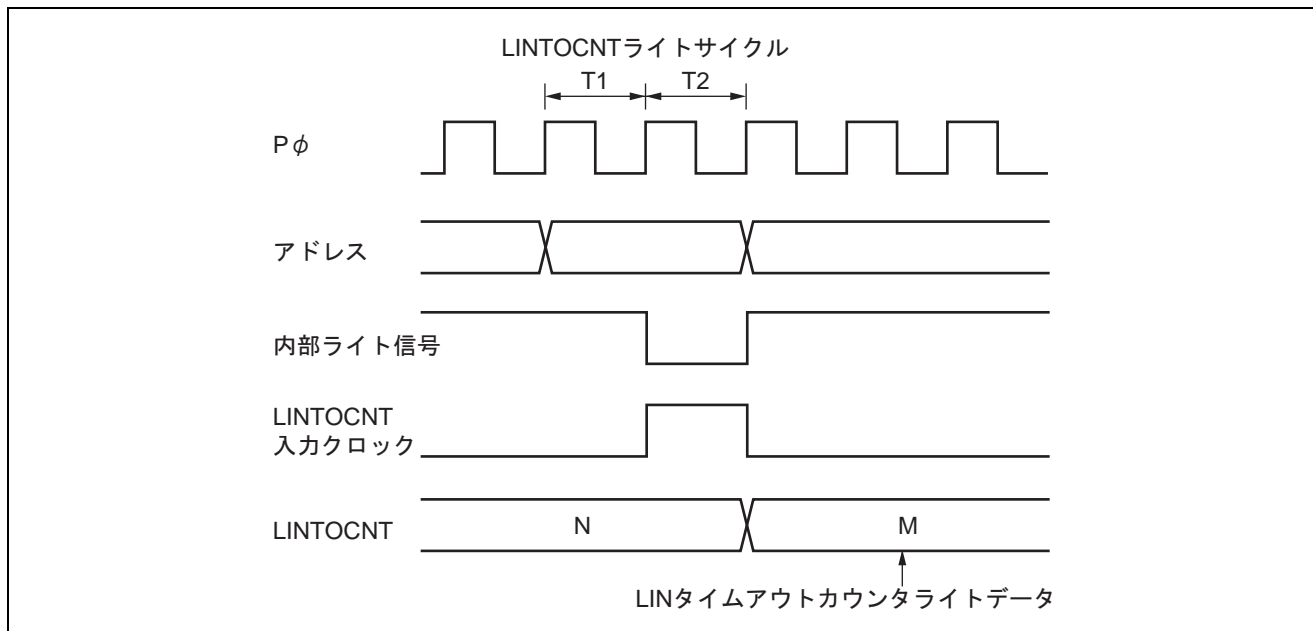 LINTOCNTライトサイクル
T1 T2
Pφ
アドレス
内部ライト信号
LINTOCNT
入力クロック
LINTOCNT N M
LINタイムアウトカウンタライトデータ